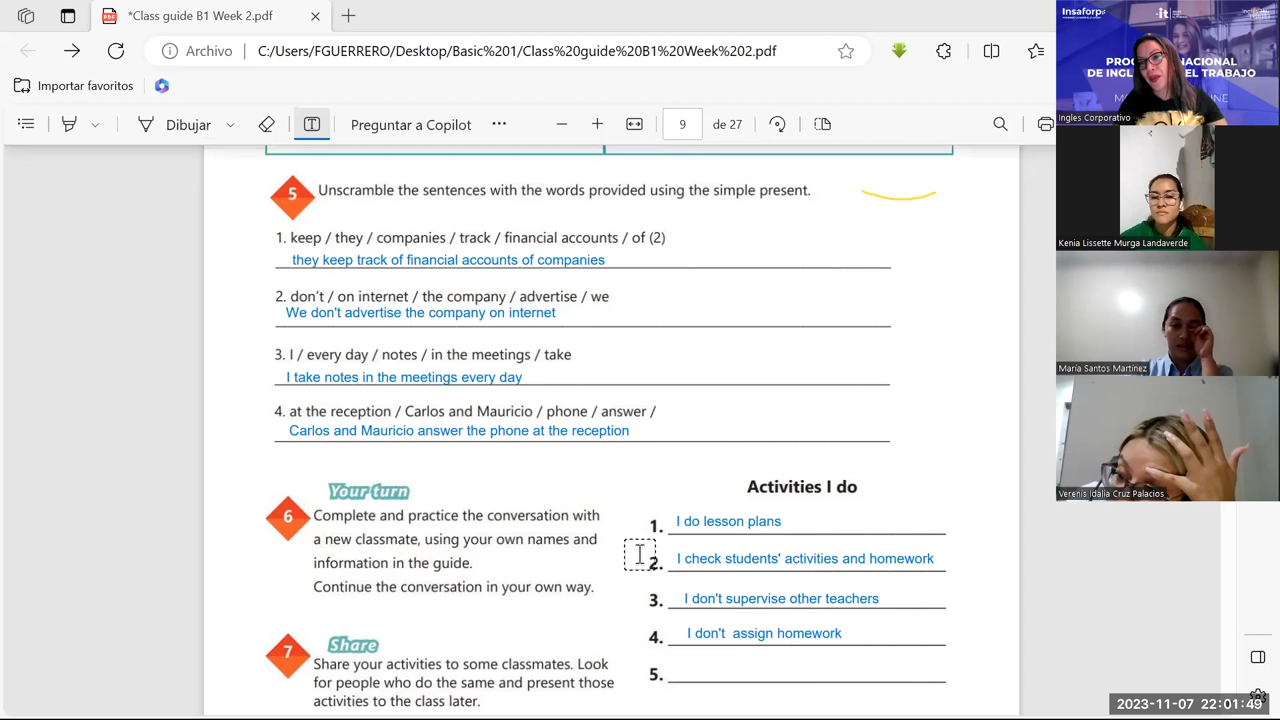 *Class guide B1 Week 2.pdf
Archivo
C:/Users/FGUERRERO/Desktop/Basic%201/Class%20guide%20B1%20Week%202.pdf
Importar favoritos
Dibujar
Preguntar a Copilot
9
de 27
5
Unscramble the sentences with the words provided using the simple present.
1. keep / they / companies / track / financial accounts / of (2)
they keep track of financial accounts of companies
2. don't / on internet / the company / advertise / we
We don't advertise the company on internet
3. I / every day / notes / in the meetings / take
I take notes in the meetings every day
4. at the reception / Carlos and Mauricio / phone / answer /
Carlos and Mauricio answer the phone at the reception
Your turn
6
Complete and practice the conversation with
a new classmate, using your own names and
information in the guide.
Continue the conversation in your own way.
7
Share
Share your activities to some classmates. Look
for people who do the same and present those
activities to the class later.
Activities I do
1. I do lesson plans
2. I check students' activities and homework
3. I don't supervise other teachers
4. I don't  assign homework
5.
Insaforp
Ingles Corporativo
Kenia Lissette Murga Landaverde
María Santos Martínez
Verenis Idalia Cruz Palacios
2023-11-07 22:01:49